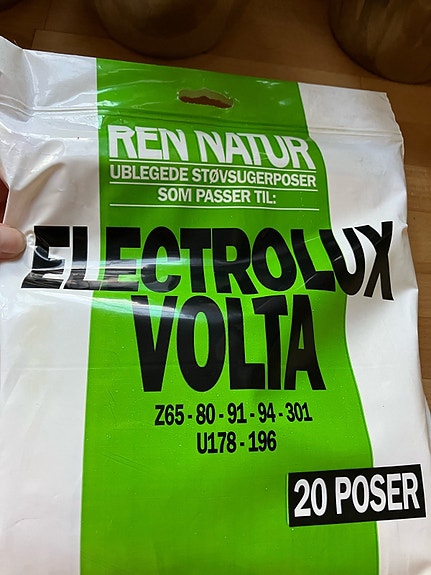 REN NATUR
UBLEGEDE STØVSUGERPOSER
SOM PASSER TIL:
ELECTROLUX
VOLTA
Z65 - 80 - 91 - 94 - 301
U178 - 196
20 POSER